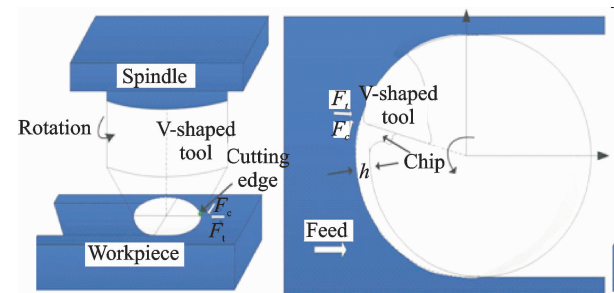 Spindle
Rotation
V-shaped
tool
Cutting
edge
Fc
Ft
Workpiece
Ft
Fc
V-shaped
tool
Chip
h
Feed